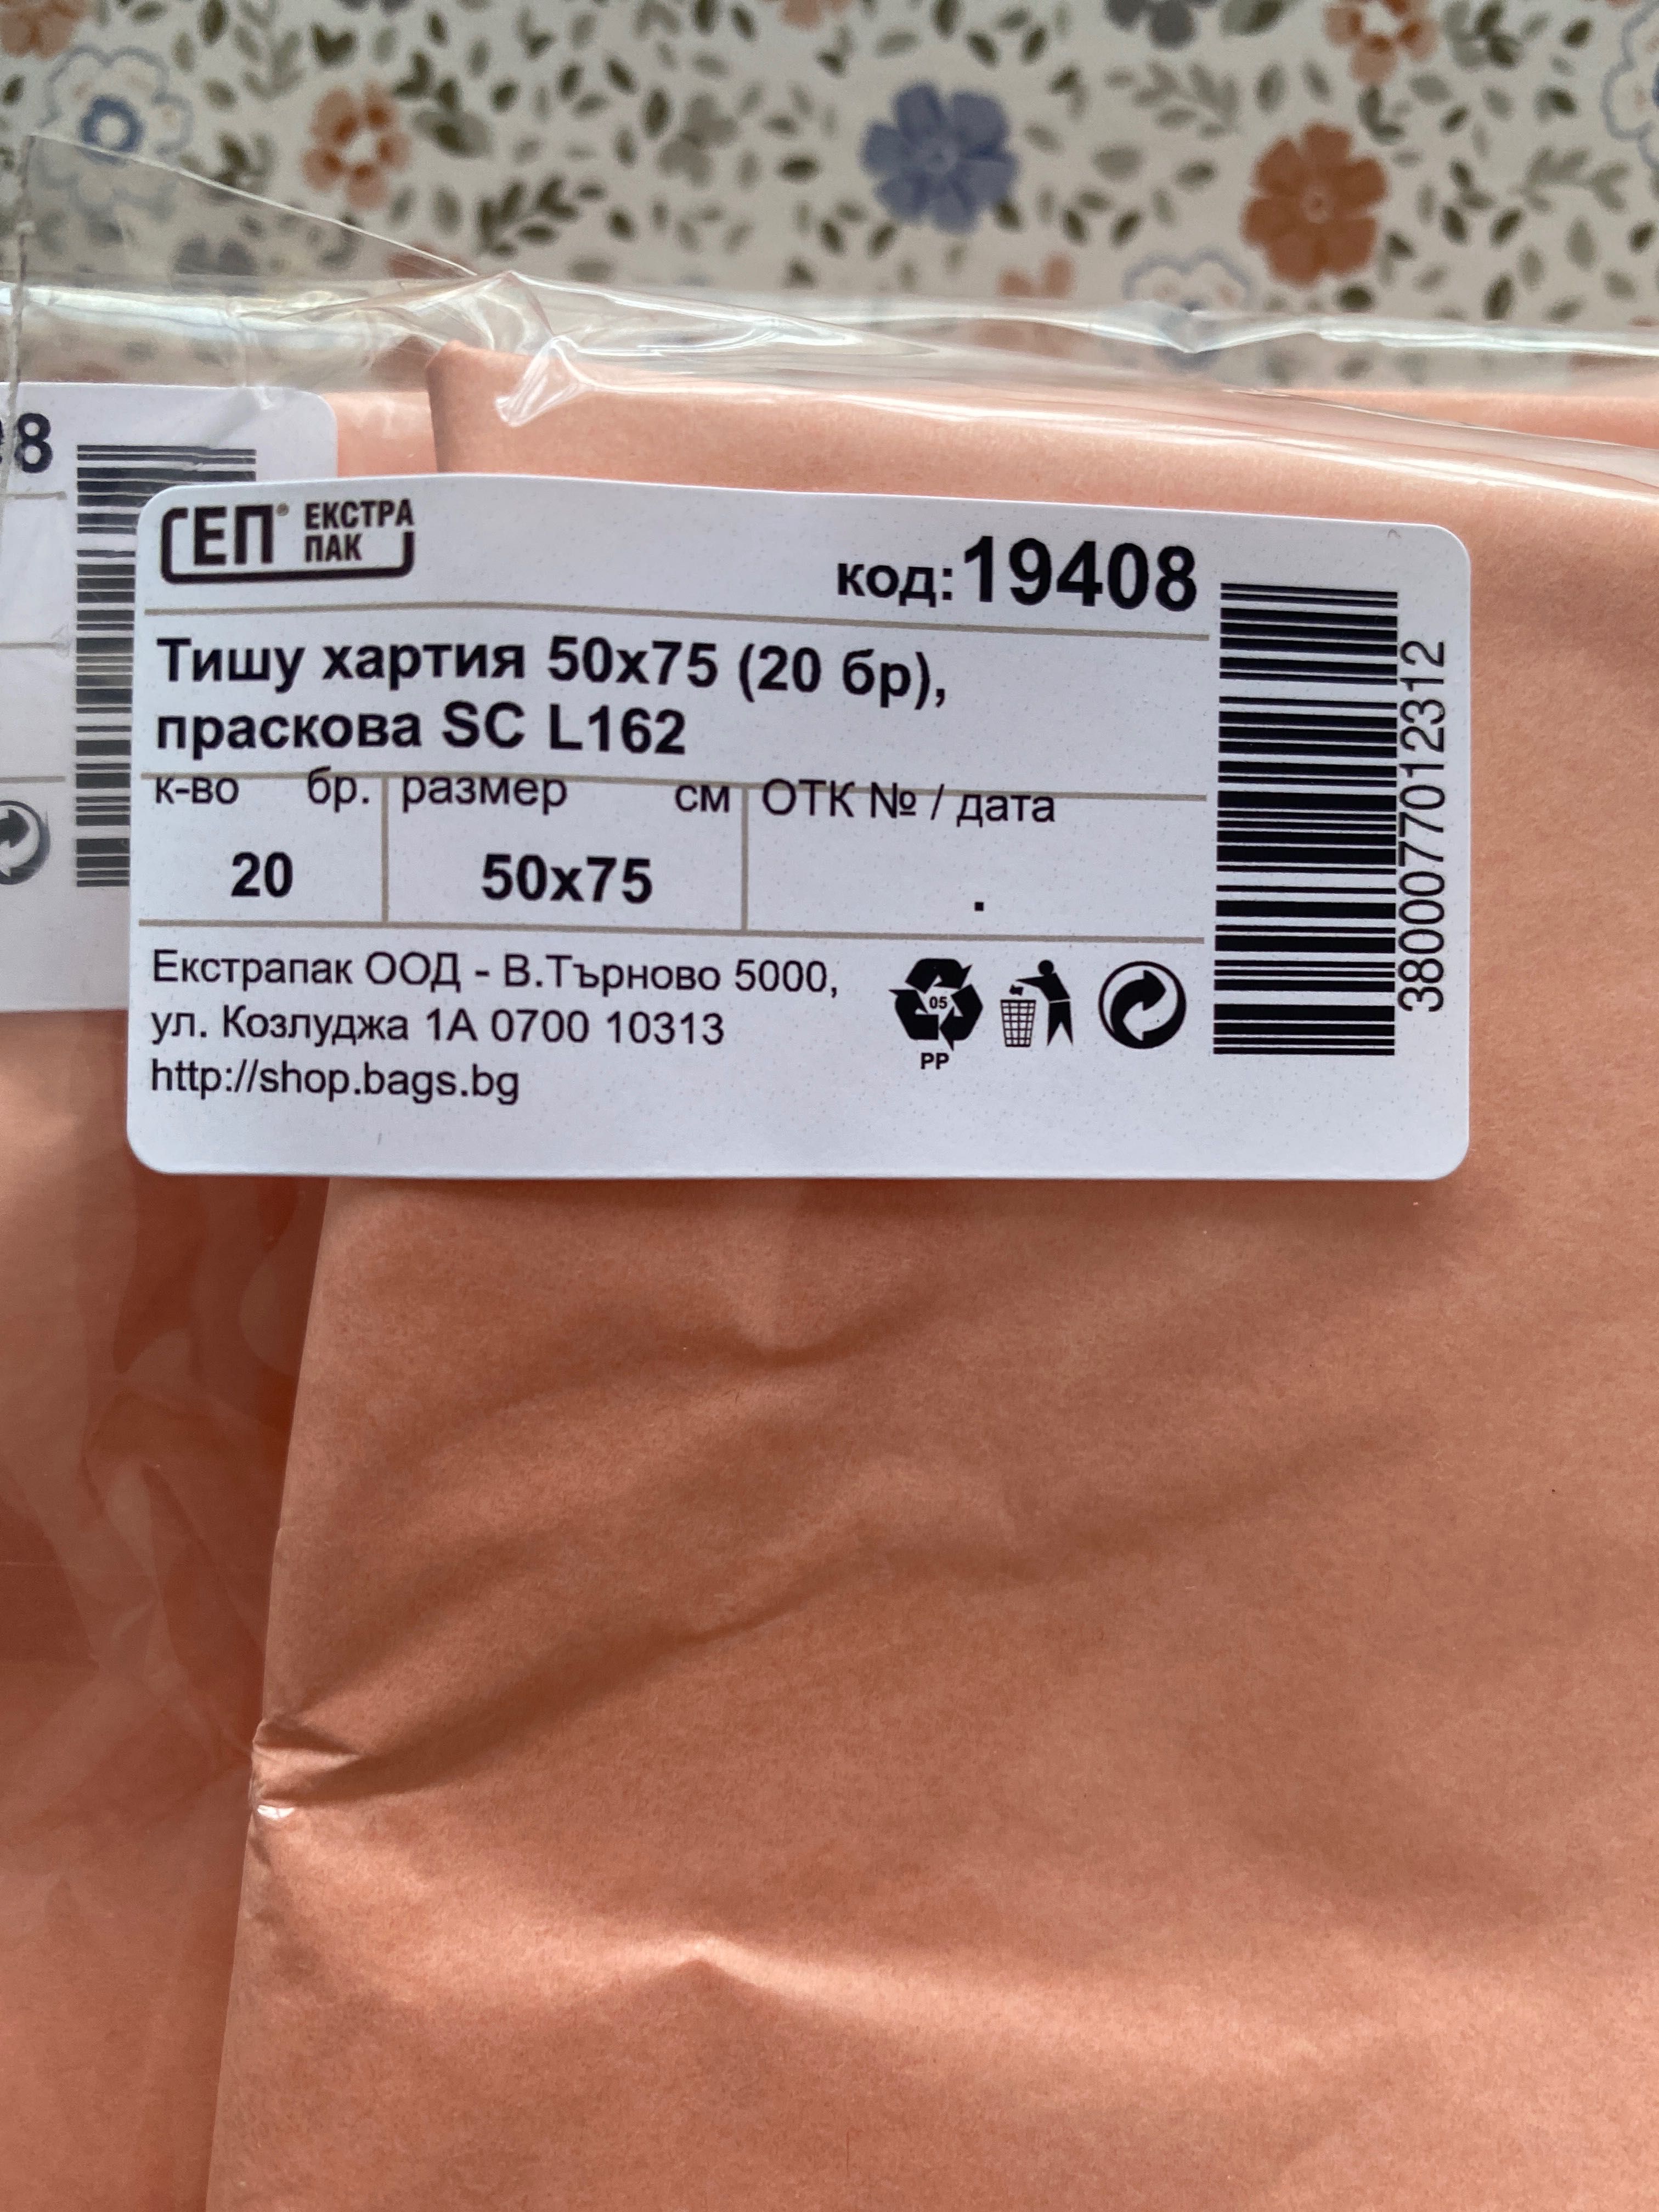 8
ЕП® ЕКСТРА
ПАК
код:19408
Тишу хартия 50x75 (20 бр),
праскова SC L162
к-во бр. размер см ОТК № / дата
20 50x75 .
Екстрапак ООД - В.Търново 5000,
ул. Козлуджа 1А 0700 10313
http://shop.bags.bg
05
PP
3800077012312